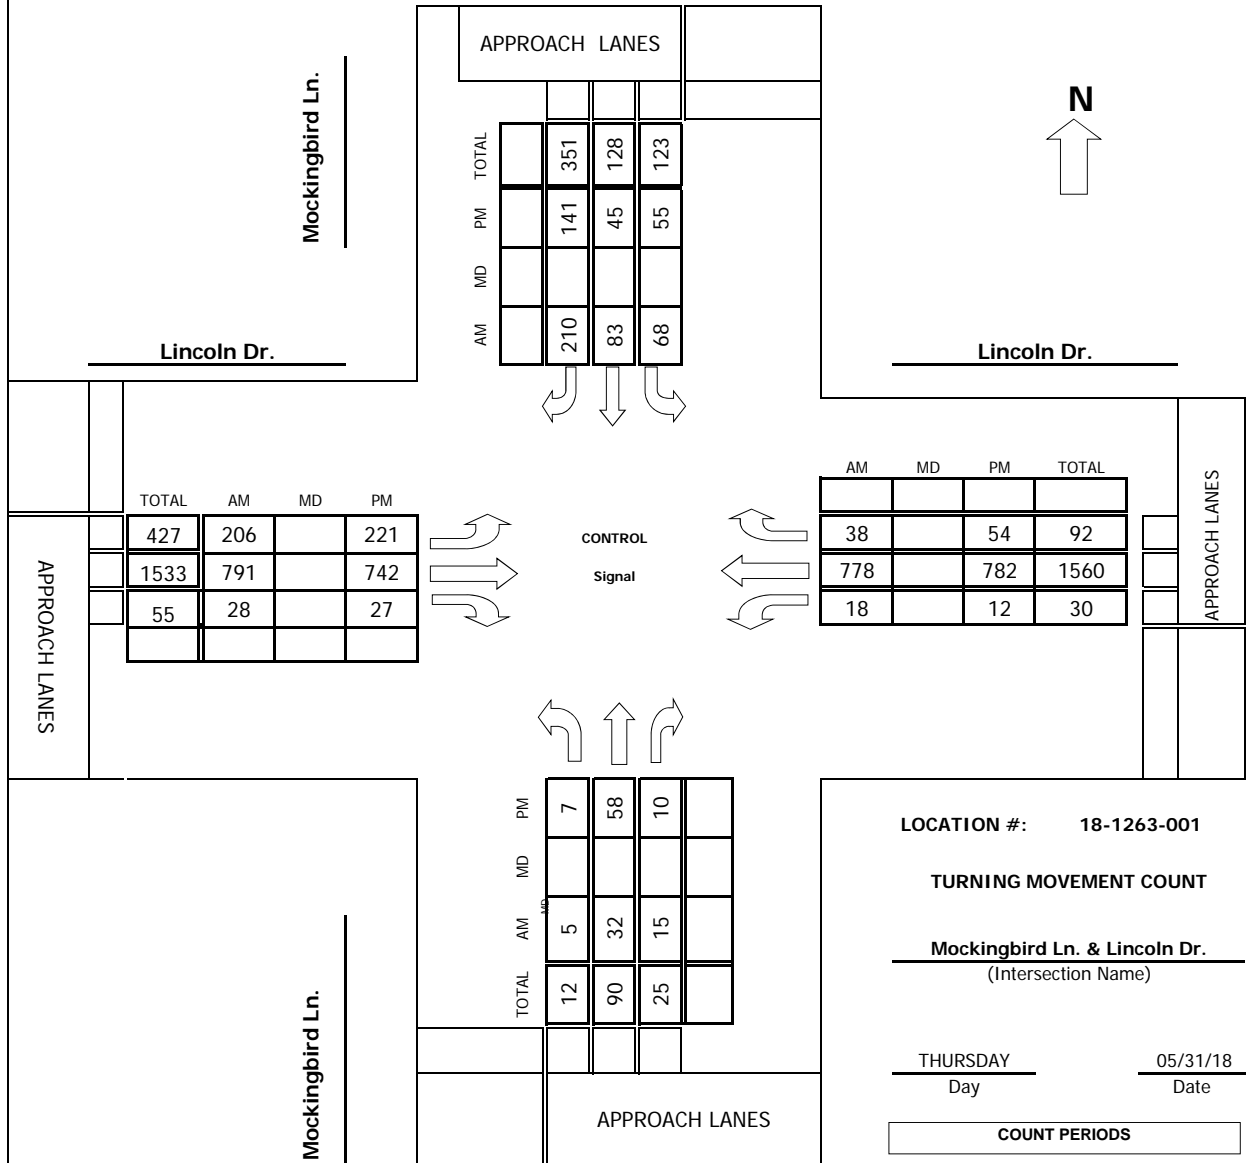 APPROACH LANES
Mockingbird Ln.
N
TOTAL 351 128 123
PM 141 45 55
MD
AM 210 83 68
Lincoln Dr.
Lincoln Dr.
AM MD PM TOTAL
38 54 92
778 782 1560
18 12 30
APPROACH LANES
TOTAL AM MD PM
427 206 221
1533 791 742
55 28 27
APPROACH LANES
CONTROL
Signal
PM 7 58 10
MD
MD
AM 5 32 15
TOTAL 12 90 25
Mockingbird Ln.
APPROACH LANES
LOCATION #: 18-1263-001
TURNING MOVEMENT COUNT
Mockingbird Ln. & Lincoln Dr.
(Intersection Name)
THURSDAY 05/31/18
Day Date
COUNT PERIODS